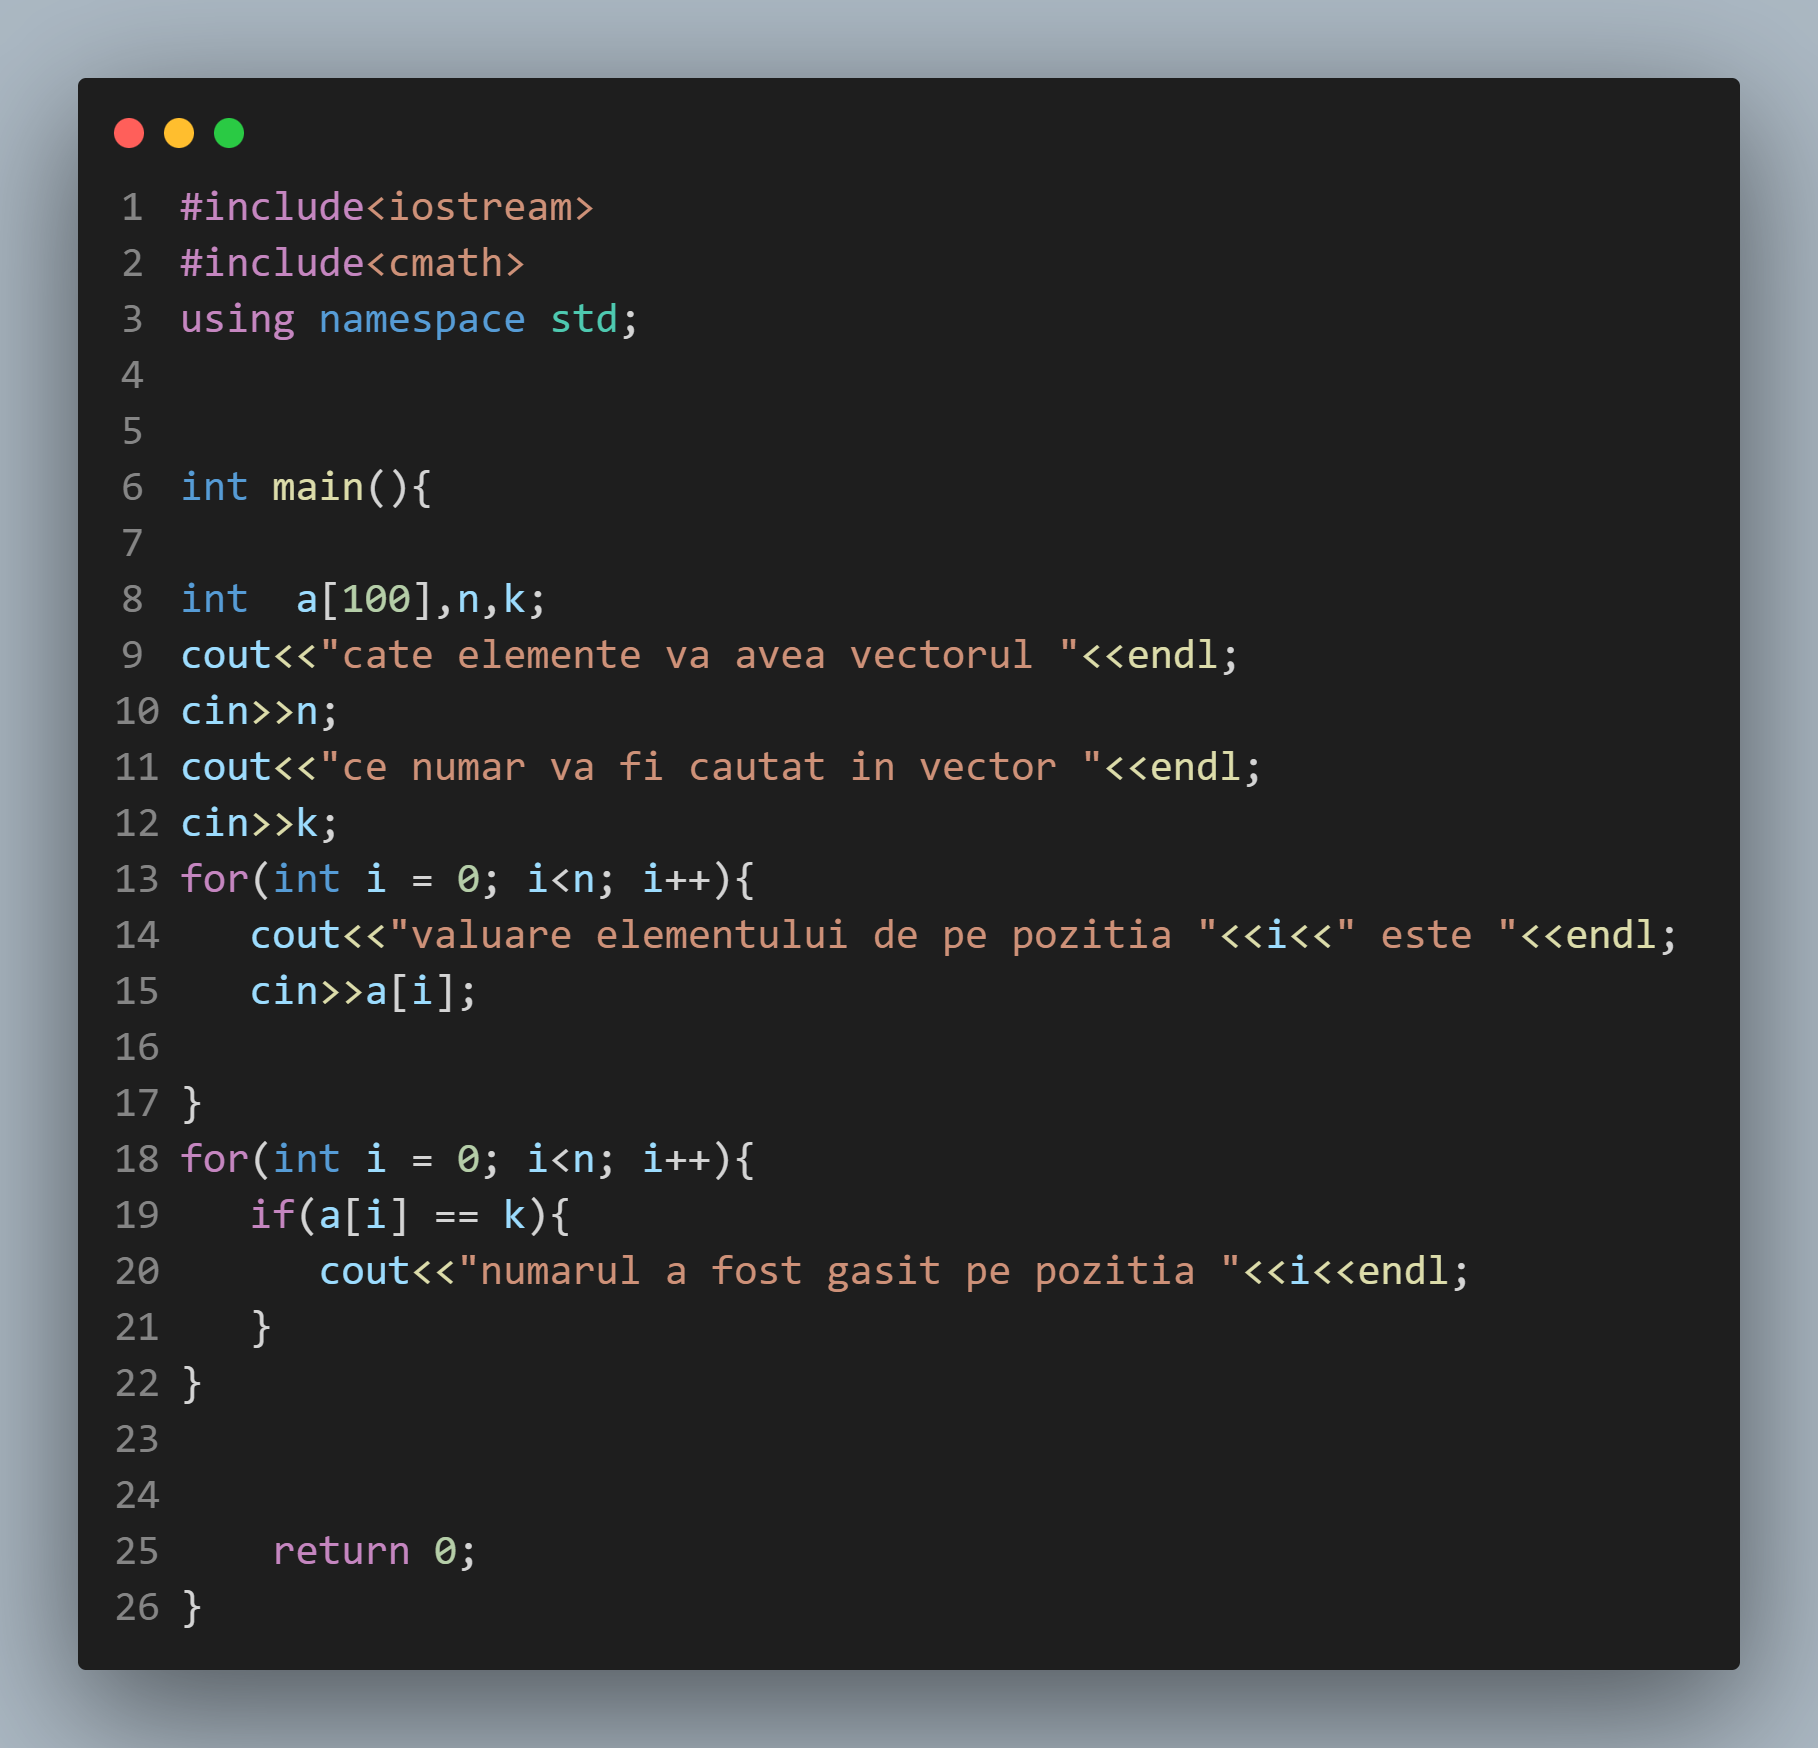 1 #include<iostream>
2 #include<cmath>
3 using namespace std;
4
5
6 int main(){
7
8 int  a[100],n,k;
9 cout<<"cate elemente va avea vectorul "<<endl;
10 cin>>n;
11 cout<<"ce numar va fi cautat in vector "<<endl;
12 cin>>k;
13 for(int i = 0; i<n; i++){
14    cout<<"valuare elementului de pe pozitia "<<i<<" este "<<endl;
15    cin>>a[i];
16
17 }
18 for(int i = 0; i<n; i++){
19    if(a[i] == k){
20       cout<<"numarul a fost gasit pe pozitia "<<i<<endl;
21    }
22 }
23
24
25     return 0;
26 }